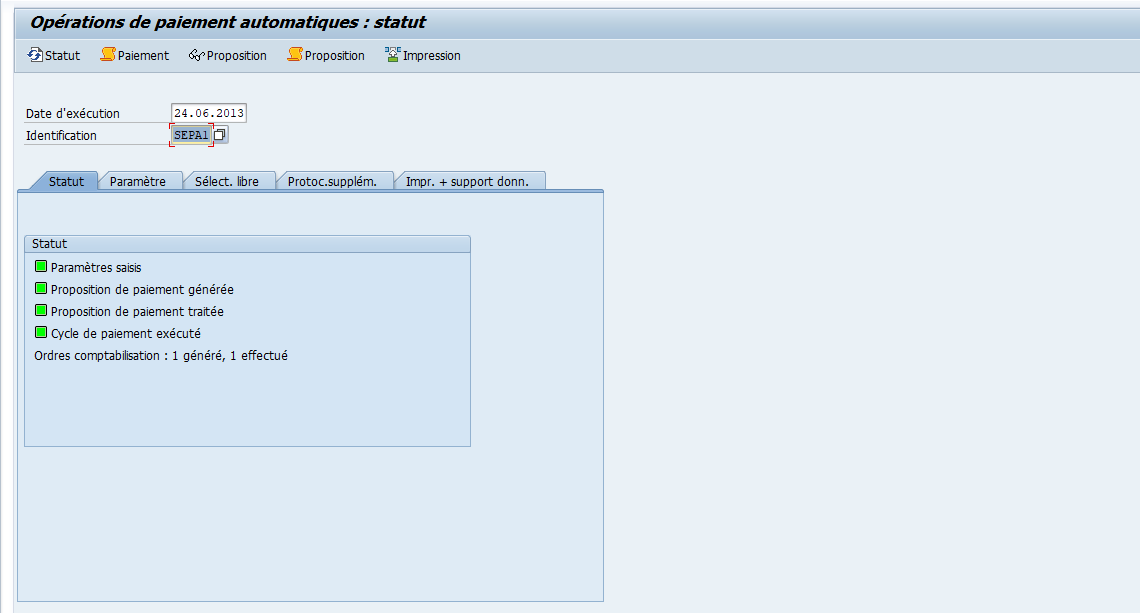 Opérations de paiement automatiques : statut
Statut Paiement Proposition Proposition Impression
Date d'exécution 24.06.2013
Identification SEPA1
Statut Paramètre Sélect. libre Protoc.supplém. Impr. + support donn.
Statut
Paramètres saisis
Proposition de paiement générée
Proposition de paiement traitée
Cycle de paiement exécuté
Ordres comptabilisation : 1 généré, 1 effectué